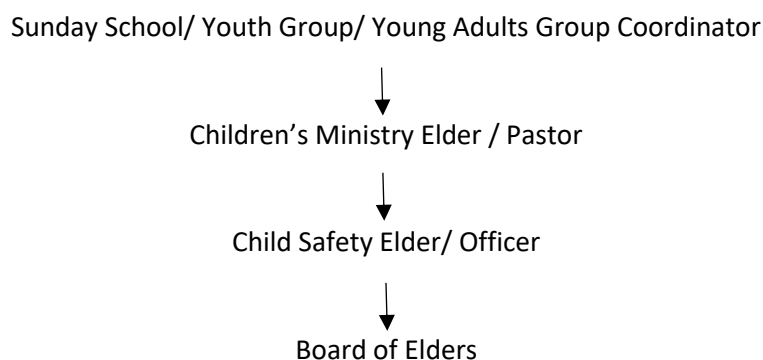 Sunday School/ Youth Group/ Young Adults Group Coordinator
Children’s Ministry Elder / Pastor
Child Safety Elder/ Officer
Board of Elders